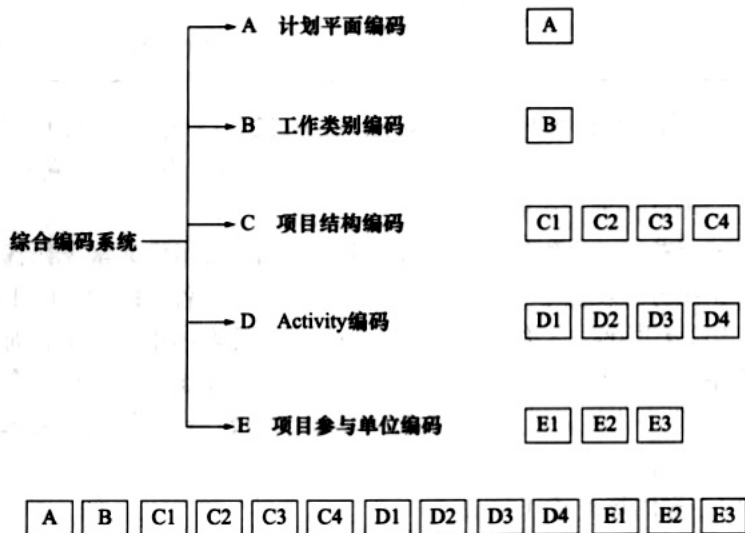 A 计划平面编码 A
B 工作类别编码 B
C 项目结构编码 C1 C2 C3 C4
综合编码系统
D Activity编码 D1 D2 D3 D4
E 项目参与单位编码 E1 E2 E3
A B C1 C2 C3 C4 D1 D2 D3 D4 E1 E2 E3